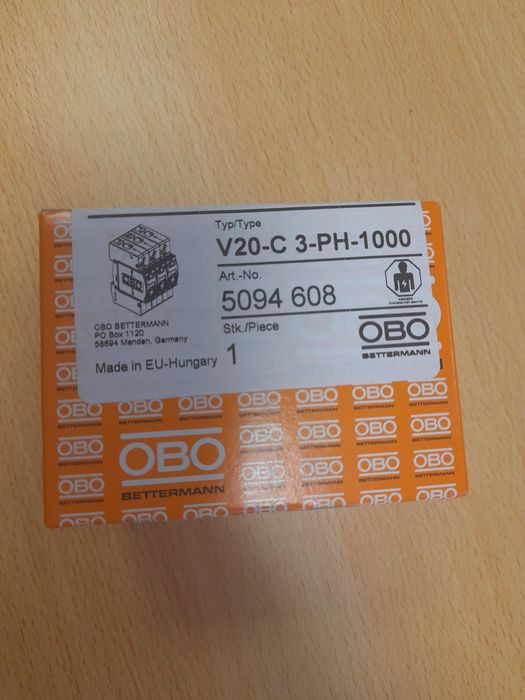 Typ/Type
V20-C 3-PH-1000
Art.-No.
5094 608
Stk./Piece
1
OBO
OBO BETTERMANN
PO Box 1120
58694 Menden, Germany
Made in EU-Hungary
OBO
BETTERMANN
OBO
BETTERMANN